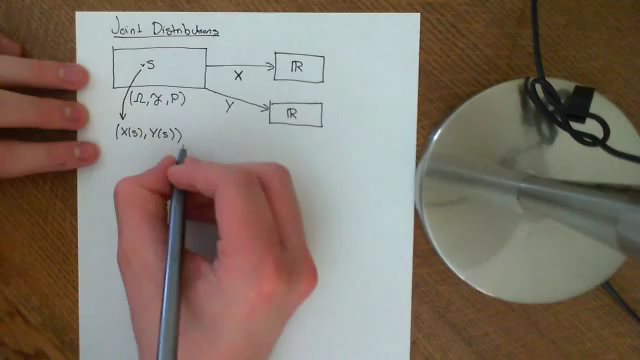 Joint Distributions
·s
X
ℝ
(Ω, ℱ, P)
Y
ℝ
(X(s), Y(s))